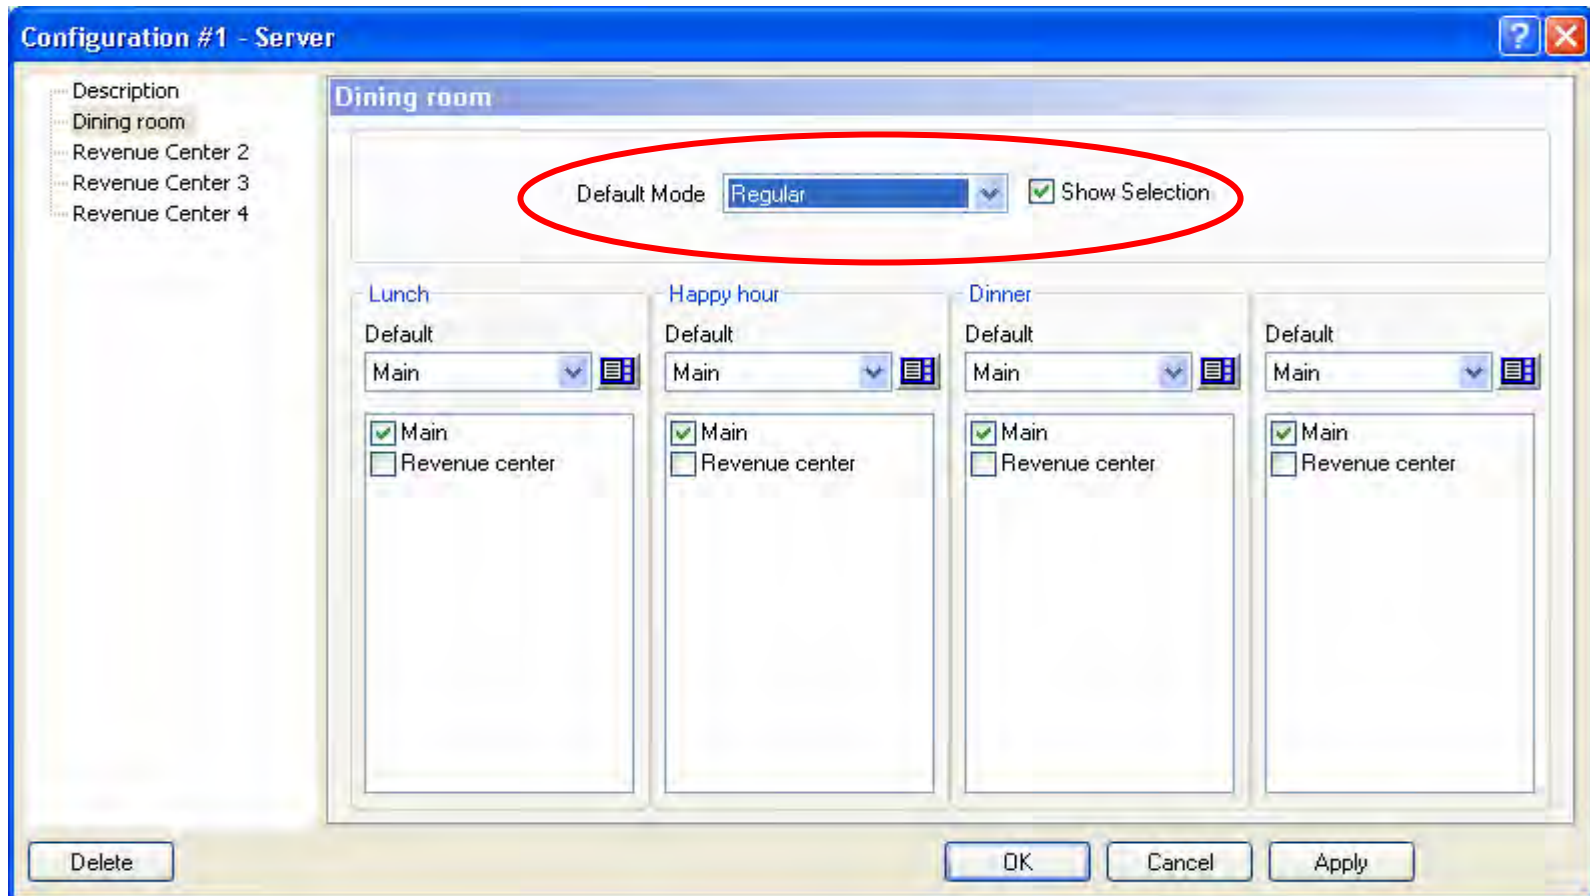 Configuration #1 - Server
Description
Dining room
Revenue Center 2
Revenue Center 3
Revenue Center 4
Dining room
Default Mode Regular Show Selection
Lunch Happy hour Dinner
Default Default Default Default
Main Main Main Main
Main Main Main Main
Revenue center Revenue center Revenue center Revenue center
Delete OK Cancel Apply